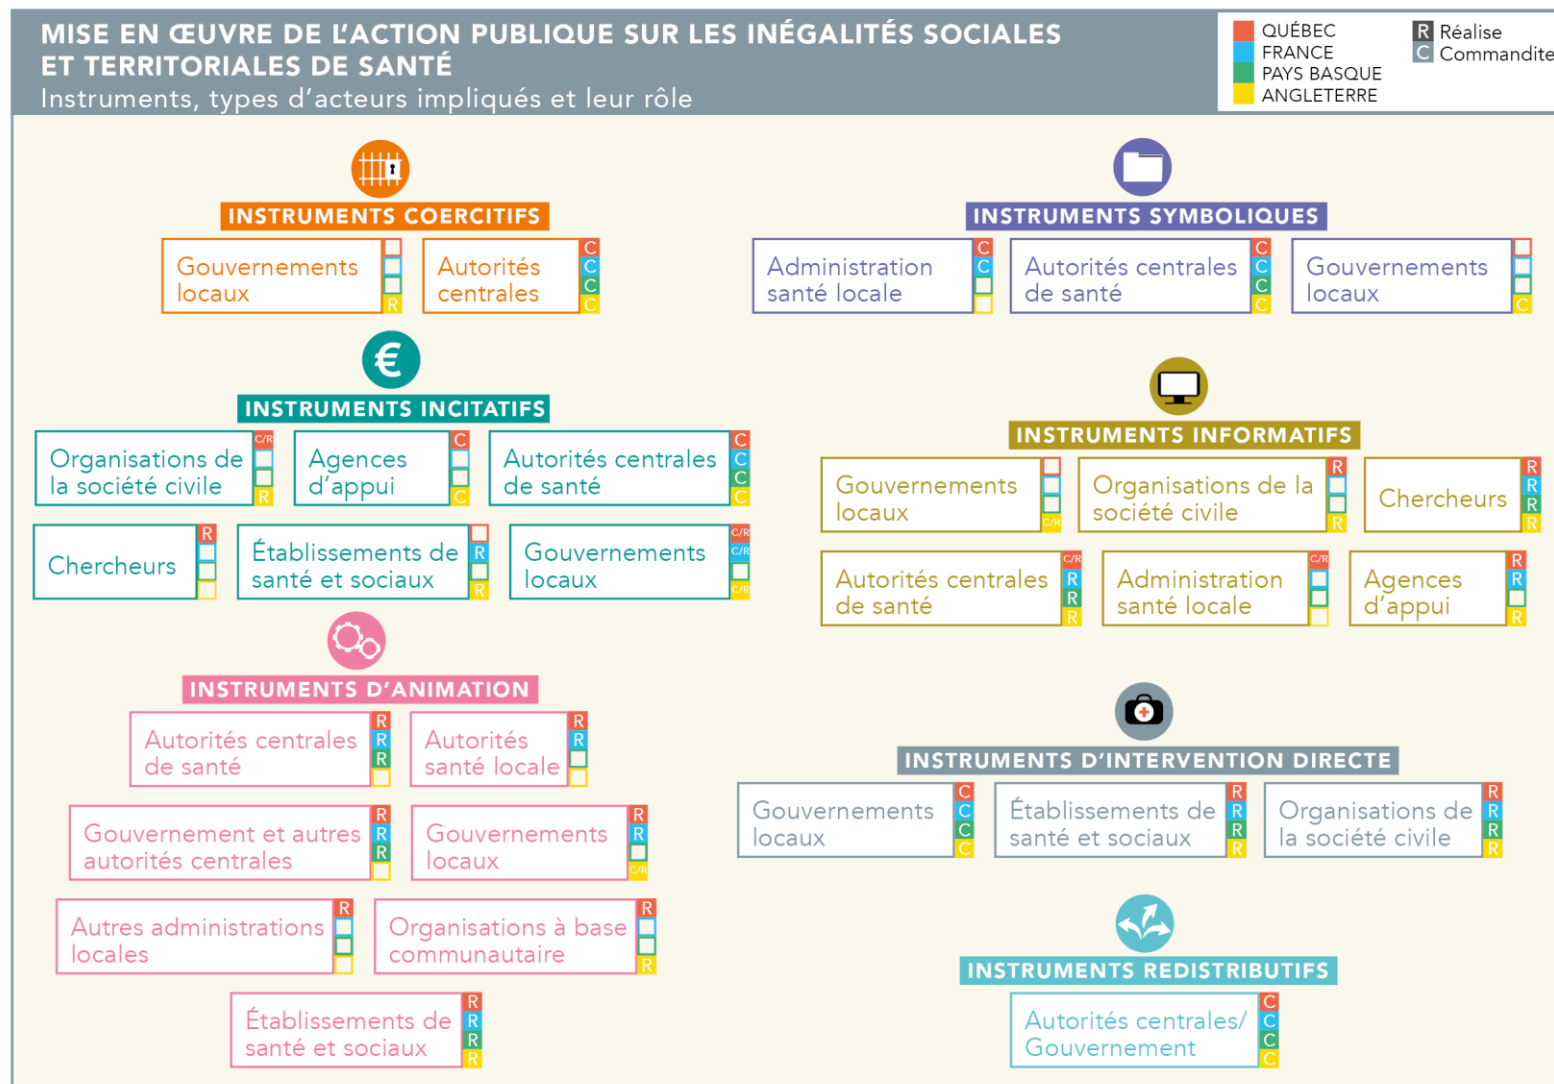 MISE EN ŒUVRE DE L'ACTION PUBLIQUE SUR LES INÉGALITÉS SOCIALES
ET TERRITORIALES DE SANTÉ
Instruments, types d'acteurs impliqués et leur rôle
QUÉBEC
FRANCE
PAYS BASQUE
ANGLETERRE
R Réalise
C Commandite
INSTRUMENTS COERCITIFS
Gouvernements
locaux
R
Autorités
centrales
C
C
C
C
INSTRUMENTS SYMBOLIQUES
Administration
santé locale
C
C
Autorités centrales
de santé
C
C
C
C
Gouvernements
locaux
C
€
INSTRUMENTS INCITATIFS
Organisations de
la société civile
C/R
R
Agences
d'appui
C
C
Autorités centrales
de santé
C
C
C
C
Chercheurs
R
Établissements de
santé et sociaux
R
R
Gouvernements
locaux
C/R
C/R
C/R
INSTRUMENTS INFORMATIFS
Gouvernements
locaux
C/R
Organisations de la
société civile
R
R
Chercheurs
R
R
R
R
Autorités centrales
de santé
C/R
R
R
R
Administration
santé locale
C/R
Agences
d'appui
R
R
R
INSTRUMENTS D'ANIMATION
Autorités centrales
de santé
R
R
R
Autorités
santé locale
R
R
Gouvernement et autres
autorités centrales
R
R
R
Gouvernements
locaux
R
R
C/R
Autres administrations
locales
R
Organisations à base
communautaire
R
R
Établissements de
santé et sociaux
R
R
R
R
INSTRUMENTS D'INTERVENTION DIRECTE
Gouvernements
locaux
C
C
C
C
Établissements de
santé et sociaux
R
R
R
R
Organisations de
la société civile
R
R
R
R
INSTRUMENTS REDISTRIBUTIFS
Autorités centrales/
Gouvernement
C
C
C
C